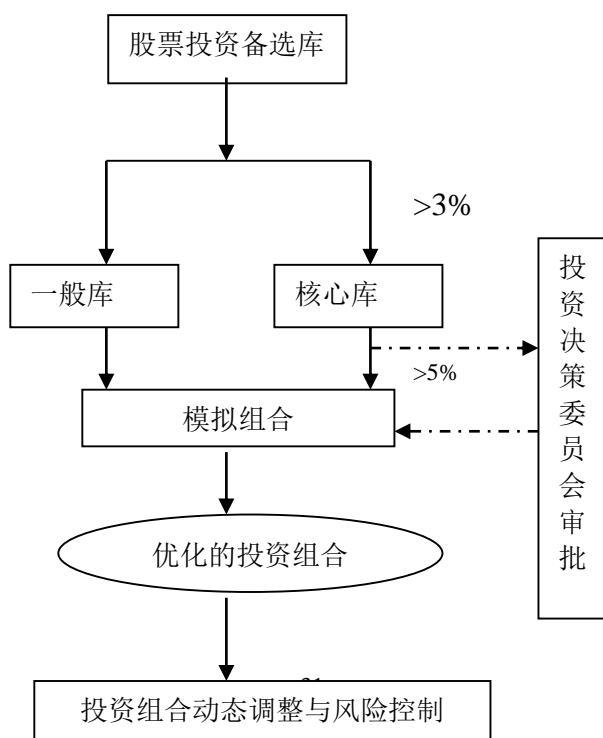 股票投资备选库
>3%
一般库
核心库
投资决策委员会审批
>5%
模拟组合
优化的投资组合
投资组合动态调整与风险控制